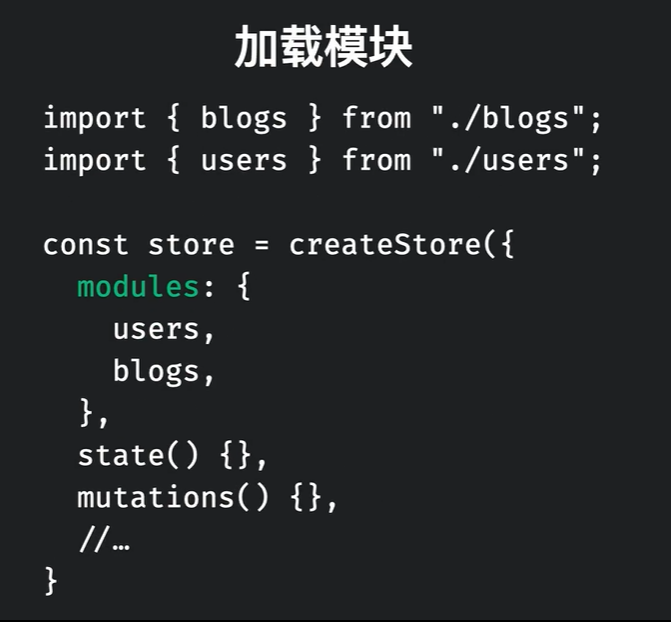 加载模块
import { blogs } from "./blogs";
import { users } from "./users";
const store = createStore({
modules: {
users,
blogs,
},
state() {},
mutations() {},
//…
}